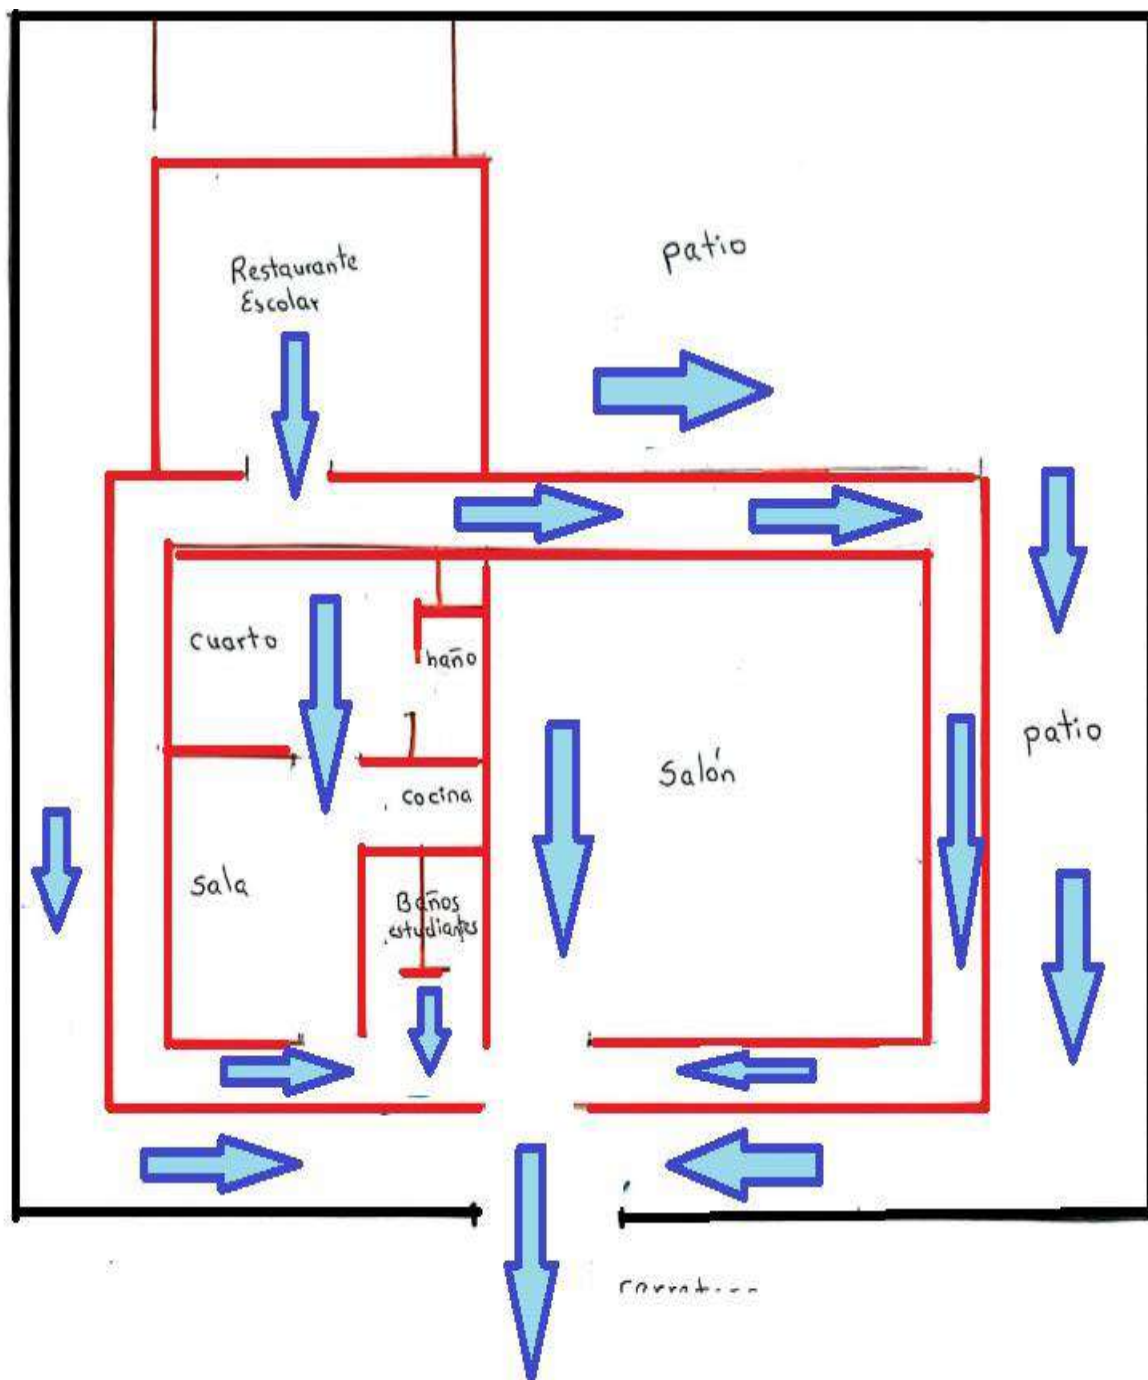 Restaurante
Escolar
patio
cuarto
baño
patio
Salón
cocina
sala
Baños
estudiantes